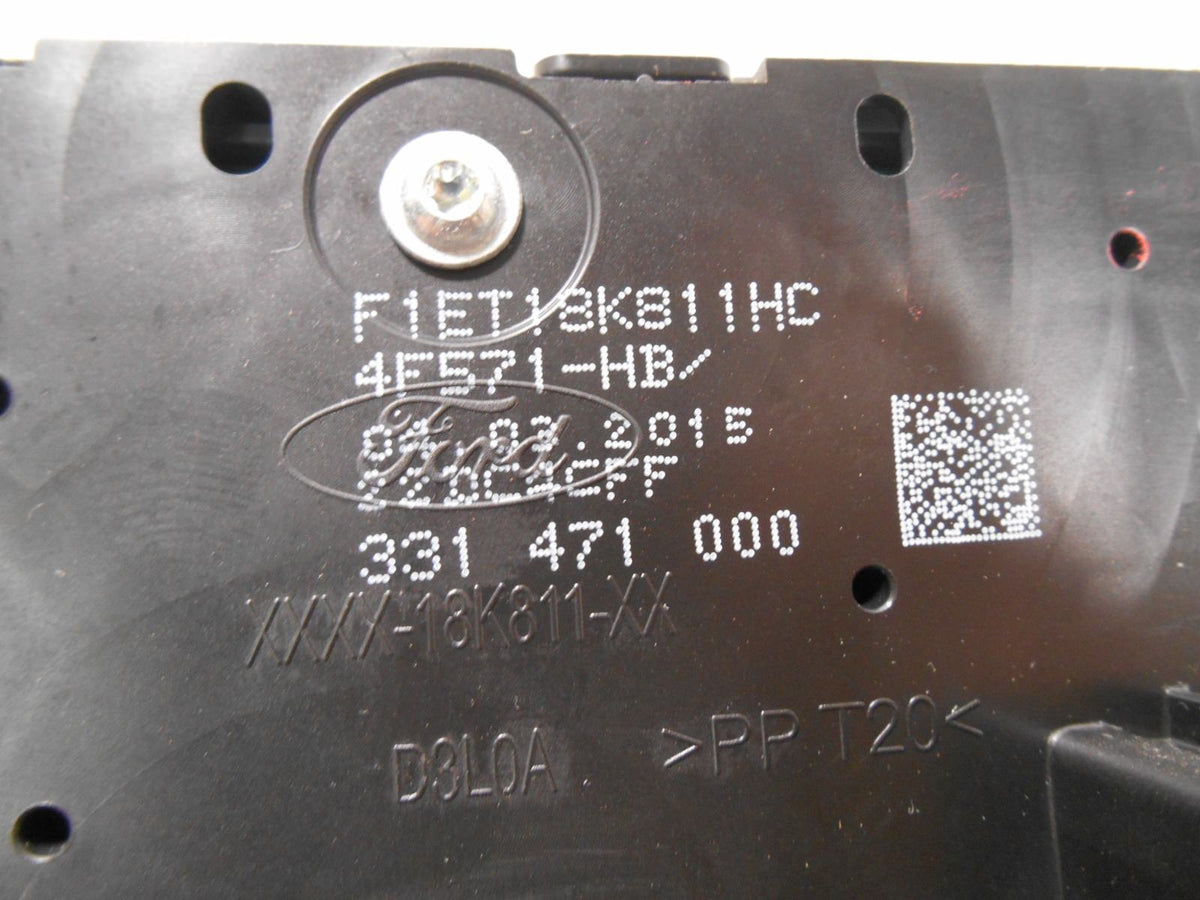 F1ET18K811HC
4F571-HB/
.2015
Ford
331 471 000
XXXX-18K811-XX
D3L0A >PP T20<